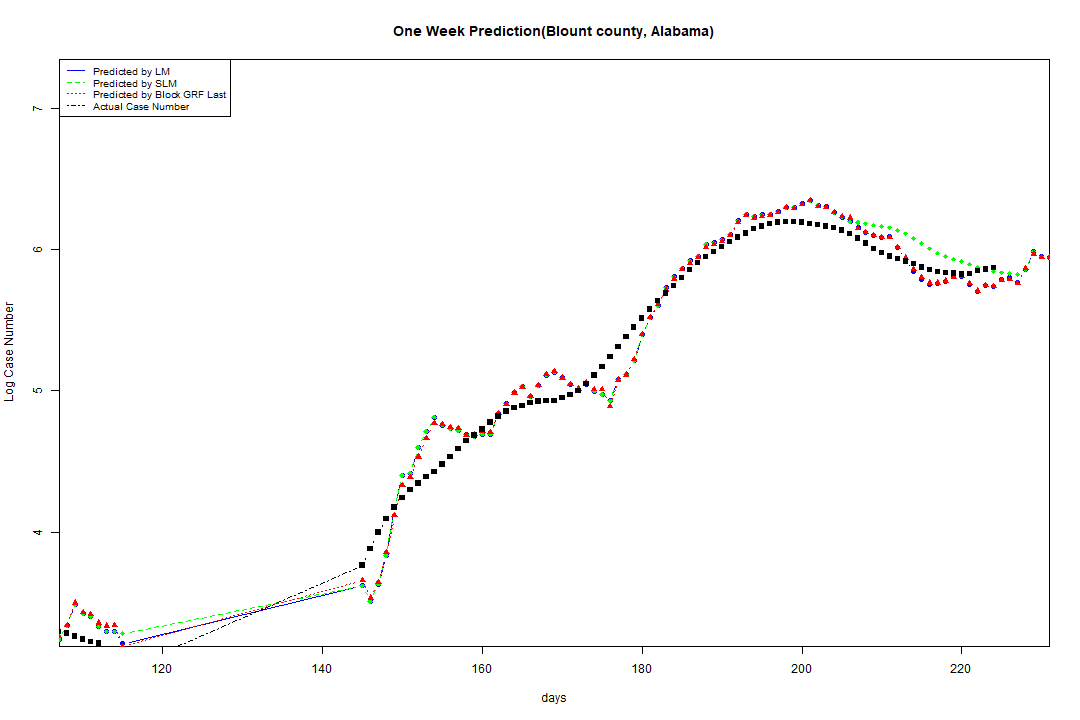 One Week Prediction(Blount county, Alabama)
Predicted by LM
Predicted by SLM
Predicted by Block GRF Last
Actual Case Number
7
6
5
4
Log Case Number
120 140 160 180 200 220
days